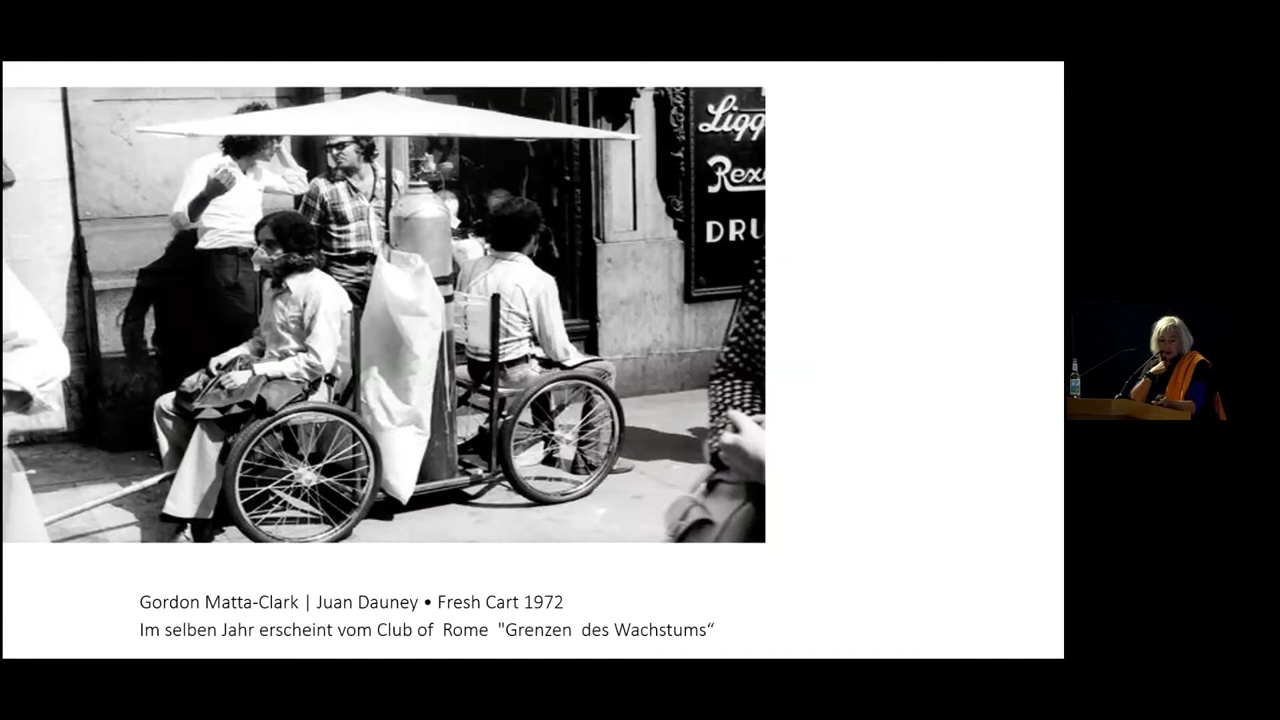 Ligg
Rex
DRU
Gordon Matta-Clark | Juan Dauney • Fresh Cart 1972
Im selben Jahr erscheint vom Club of Rome "Grenzen des Wachstums“